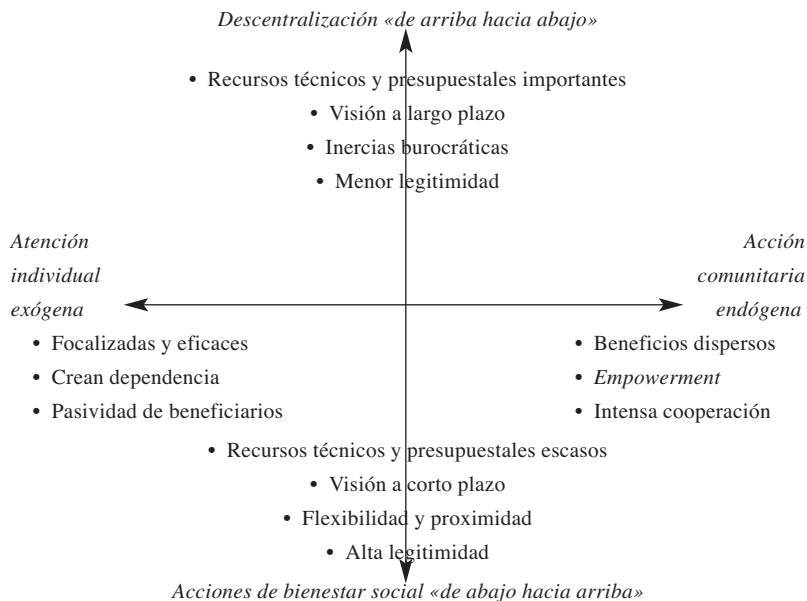 Descentralización «de arriba hacia abajo»
• Recursos técnicos y presupuestales importantes
• Visión a largo plazo
• Inercias burocráticas
• Menor legitimidad
Atención
individual
exógena
Acción
comunitaria
endógena
• Focalizadas y eficaces
• Crean dependencia
• Pasividad de beneficiarios
• Beneficios dispersos
• Empowerment
• Intensa cooperación
• Recursos técnicos y presupuestales escasos
• Visión a corto plazo
• Flexibilidad y proximidad
• Alta legitimidad
Acciones de bienestar social «de abajo hacia arriba»